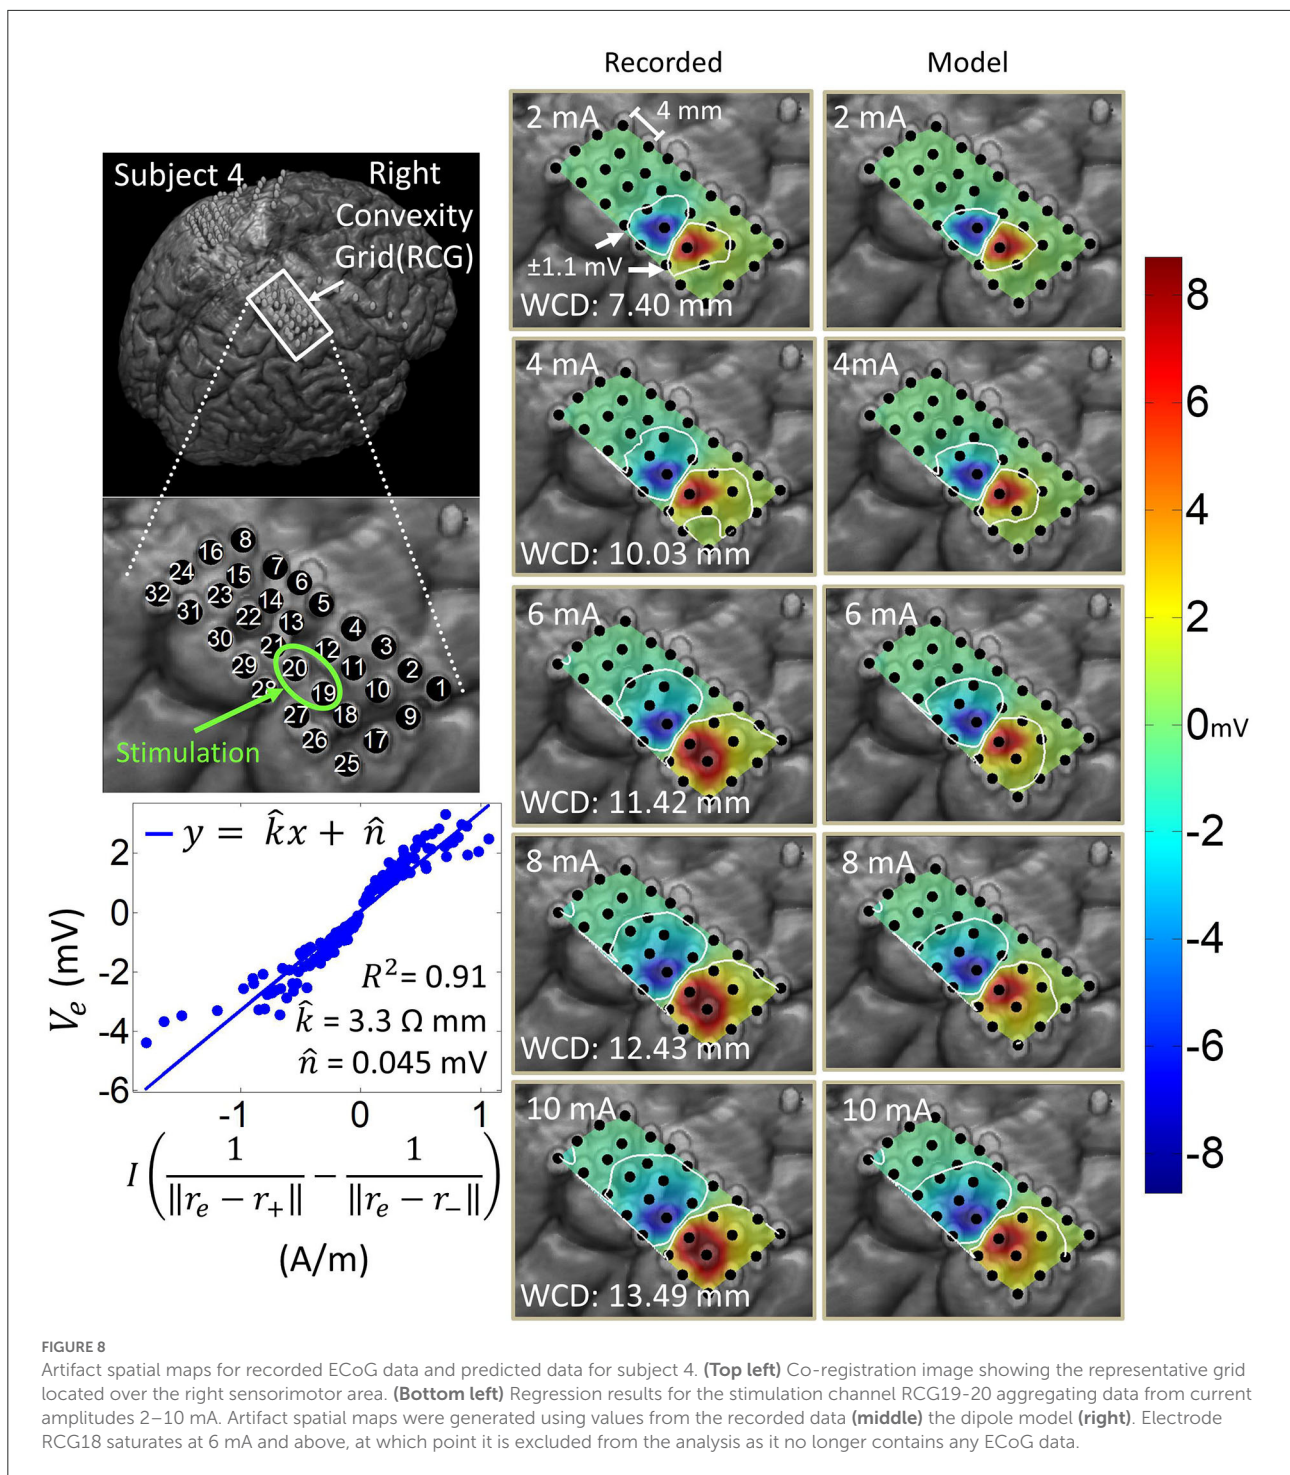 Recorded
Model
Subject 4
Right
Convexity
Grid(RCG)
8
16
7
24
15
6
32
23
14
5
31
22
13
4
30
21
12
3
29
20
11
2
28
19
10
1
27
18
9
26
17
25
Stimulation
y = k̂x + n̂
2
0
-2
-4
-6
Vₑ (mV)
R² = 0.91
k̂ = 3.3 Ω mm
n̂ = 0.045 mV
-1
0
1
I(1/‖rₑ − r₊‖ − 1/‖rₑ − r₋‖)
(A/m)
2 mA
4 mm
±1.1 mV
WCD: 7.40 mm
2 mA
4 mA
WCD: 10.03 mm
4mA
6 mA
WCD: 11.42 mm
6 mA
8 mA
WCD: 12.43 mm
8 mA
10 mA
WCD: 13.49 mm
10 mA
8
6
4
2
0mV
-2
-4
-6
-8
FIGURE 8
Artifact spatial maps for recorded ECoG data and predicted data for subject 4. (Top left) Co-registration image showing the representative grid
located over the right sensorimotor area. (Bottom left) Regression results for the stimulation channel RCG19-20 aggregating data from current
amplitudes 2–10 mA. Artifact spatial maps were generated using values from the recorded data (middle) the dipole model (right). Electrode
RCG18 saturates at 6 mA and above, at which point it is excluded from the analysis as it no longer contains any ECoG data.